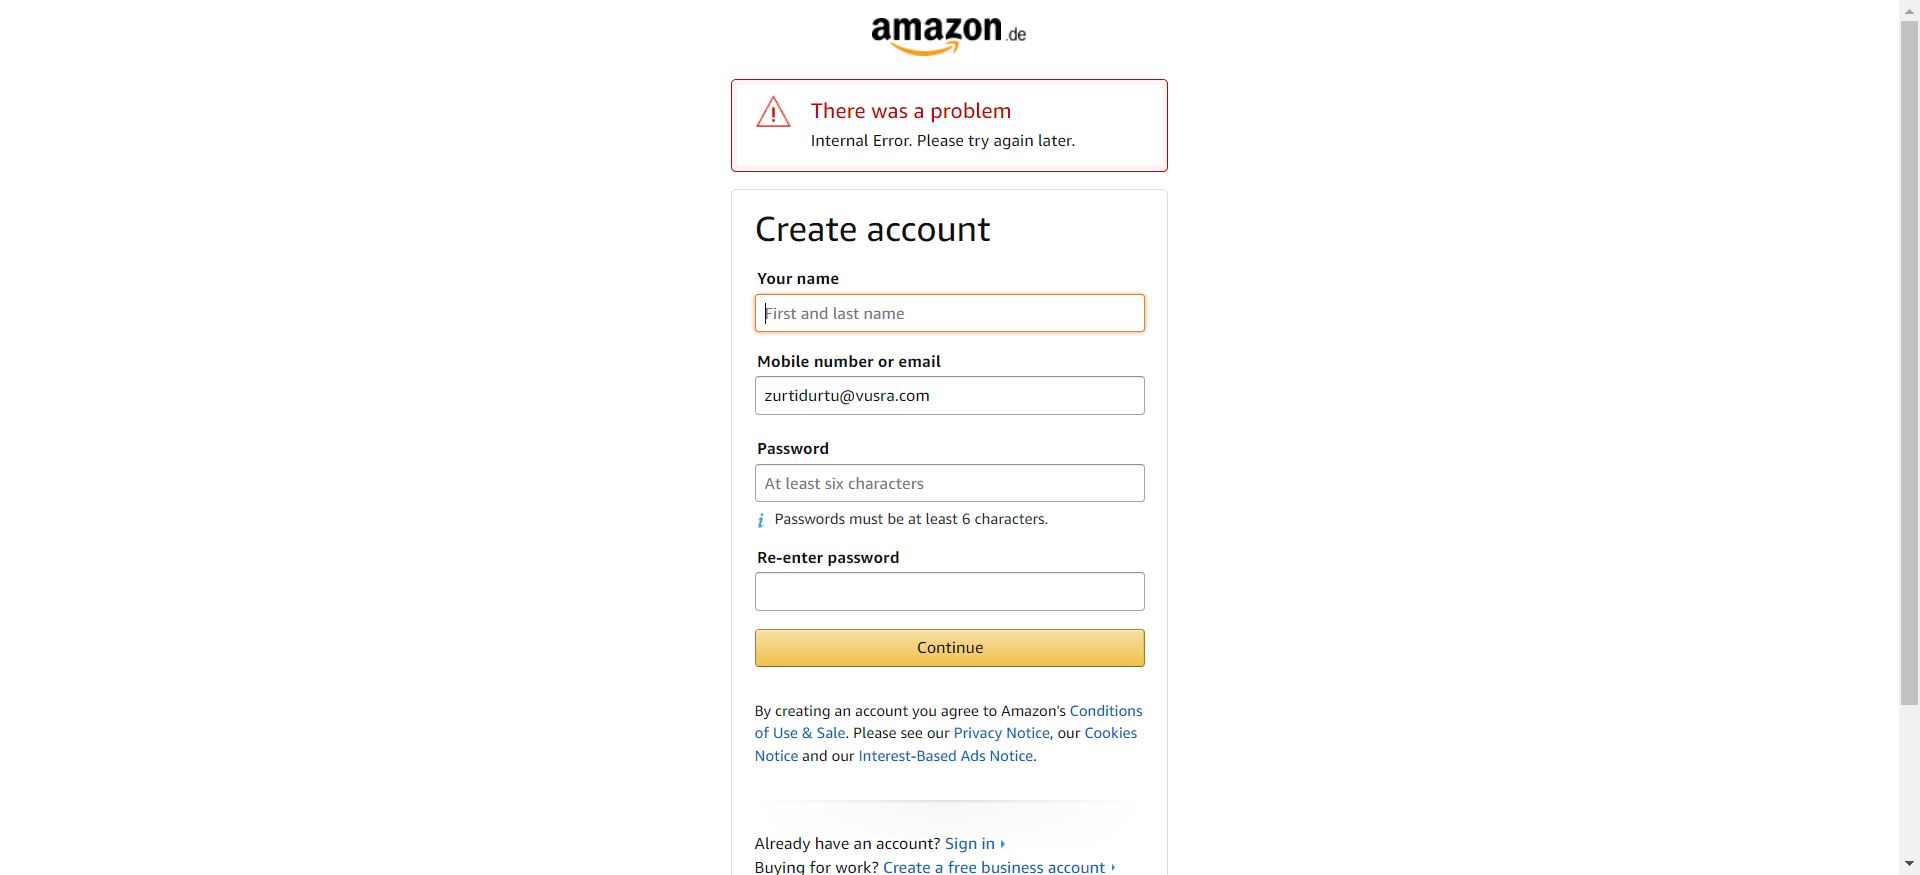 amazon.de
There was a problem
Internal Error. Please try again later.
Create account
Your name
First and last name
Mobile number or email
zurtidurtu@vusra.com
Password
At least six characters
i Passwords must be at least 6 characters.
Re-enter password
Continue
By creating an account you agree to Amazon's Conditions
of Use & Sale. Please see our Privacy Notice, our Cookies
Notice and our Interest-Based Ads Notice.
Already have an account? Sign in
Buying for work? Create a free business account